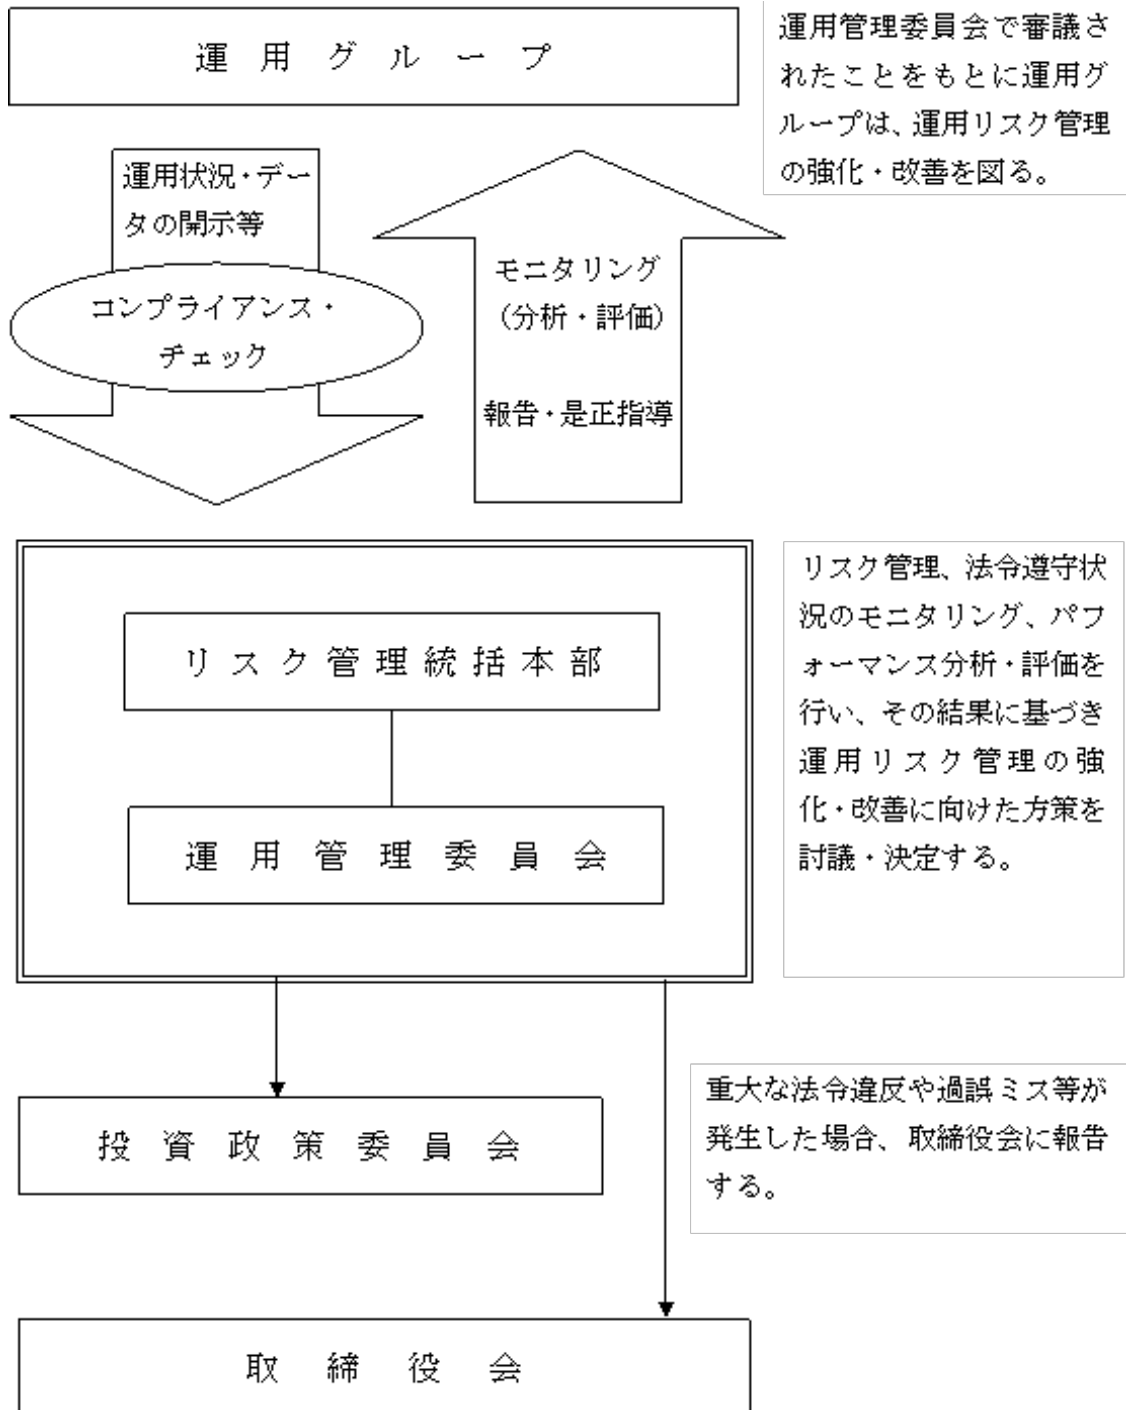 運用グループ
運用管理委員会で審議さ
れたことをもとに運用グ
ループは、運用リスク管理
の強化・改善を図る。
運用状況・デー
タの開示等
コンプライアンス・
チェック
モニタリング
（分析・評価）
報告・是正指導
リスク管理統括本部
運用管理委員会
リスク管理、法令遵守状
況のモニタリング、パフ
ォーマンス分析・評価を
行い、その結果に基づき
運用リスク管理の強
化・改善に向けた方策を
討議・決定する。
投資政策委員会
重大な法令違反や過誤ミス等が
発生した場合、取締役会に報告
する。
取締役会